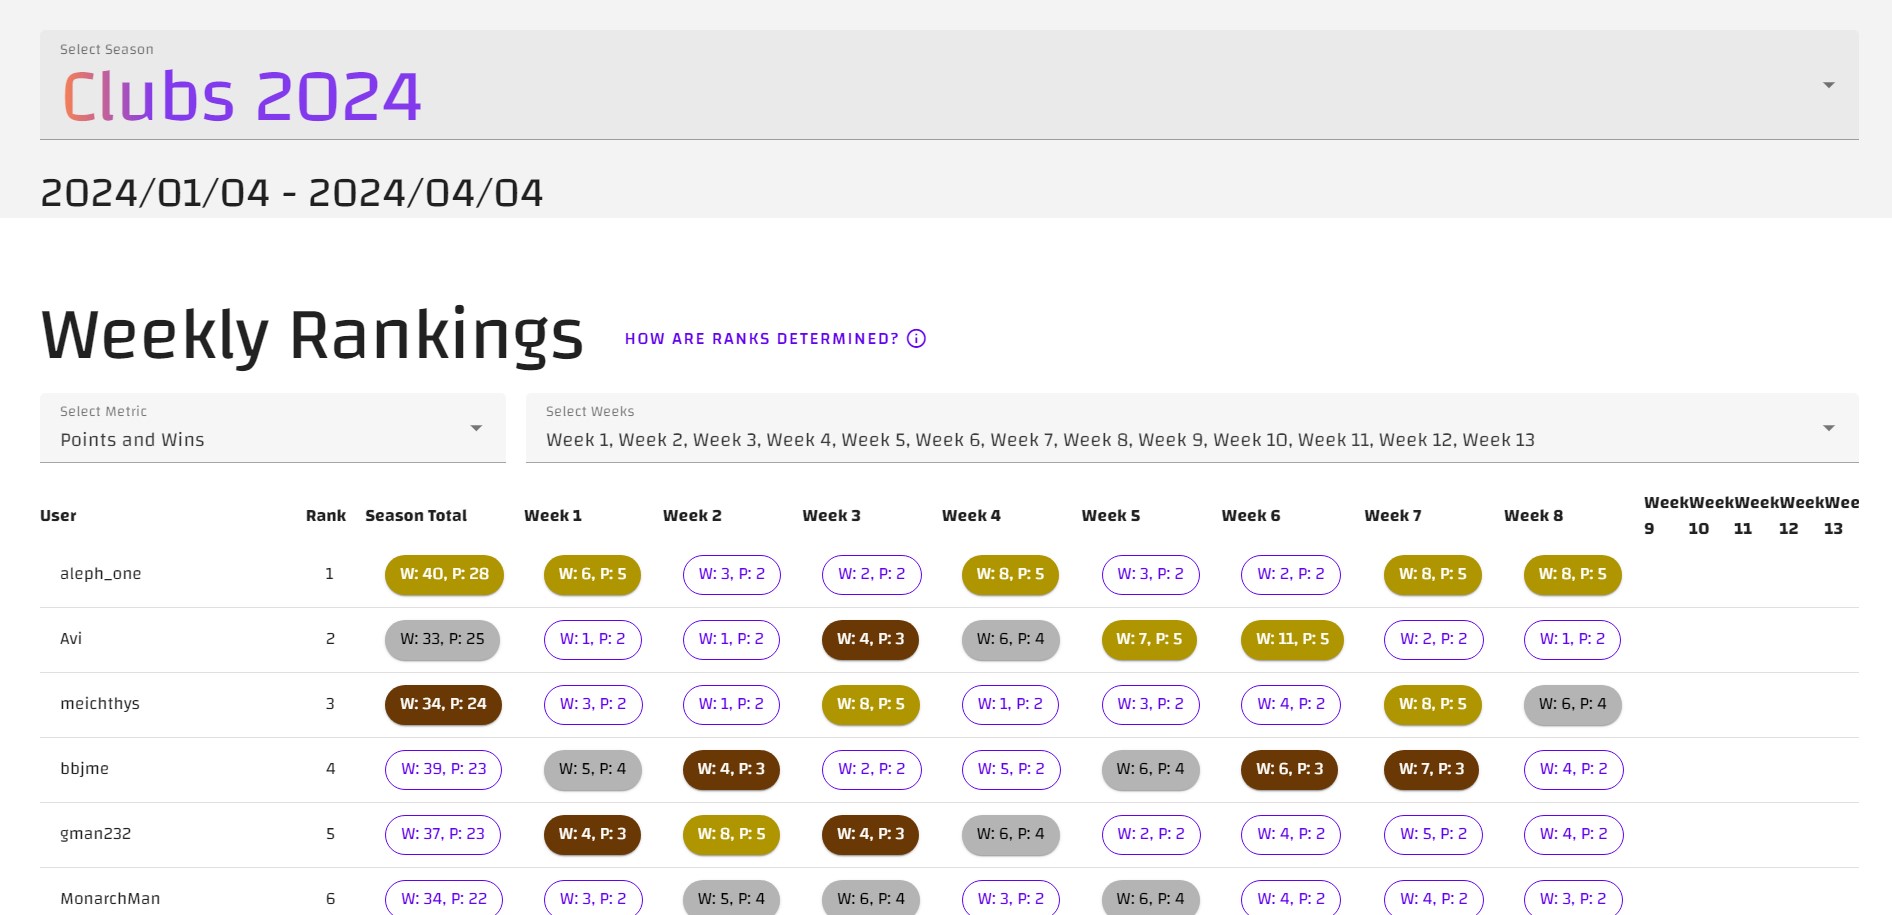 Select Season
Clubs 2024
2024/01/04 - 2024/04/04
Weekly Rankings HOW ARE RANKS DETERMINED?
Select Metric
Points and Wins
Select Weeks
Week 1, Week 2, Week 3, Week 4, Week 5, Week 6, Week 7, Week 8, Week 9, Week 10, Week 11, Week 12, Week 13
User Rank Season Total Week 1 Week 2 Week 3 Week 4 Week 5 Week 6 Week 7 Week 8 Week 9 Week 10 Week 11 Week 12 Wee 13
aleph_one 1 W: 40, P: 28 W: 6, P: 5 W: 3, P: 2 W: 2, P: 2 W: 8, P: 5 W: 3, P: 2 W: 2, P: 2 W: 8, P: 5 W: 8, P: 5
Avi 2 W: 33, P: 25 W: 1, P: 2 W: 1, P: 2 W: 4, P: 3 W: 6, P: 4 W: 7, P: 5 W: 11, P: 5 W: 2, P: 2 W: 1, P: 2
meichthys 3 W: 34, P: 24 W: 3, P: 2 W: 1, P: 2 W: 8, P: 5 W: 1, P: 2 W: 3, P: 2 W: 4, P: 2 W: 8, P: 5 W: 6, P: 4
bbjme 4 W: 39, P: 23 W: 5, P: 4 W: 4, P: 3 W: 2, P: 2 W: 5, P: 2 W: 6, P: 4 W: 6, P: 3 W: 7, P: 3 W: 4, P: 2
gman232 5 W: 37, P: 23 W: 4, P: 3 W: 8, P: 5 W: 4, P: 3 W: 6, P: 4 W: 2, P: 2 W: 4, P: 2 W: 5, P: 2 W: 4, P: 2
MonarchMan 6 W: 34, P: 22 W: 3, P: 2 W: 5, P: 4 W: 6, P: 4 W: 3, P: 2 W: 6, P: 4 W: 4, P: 2 W: 4, P: 2 W: 3, P: 2